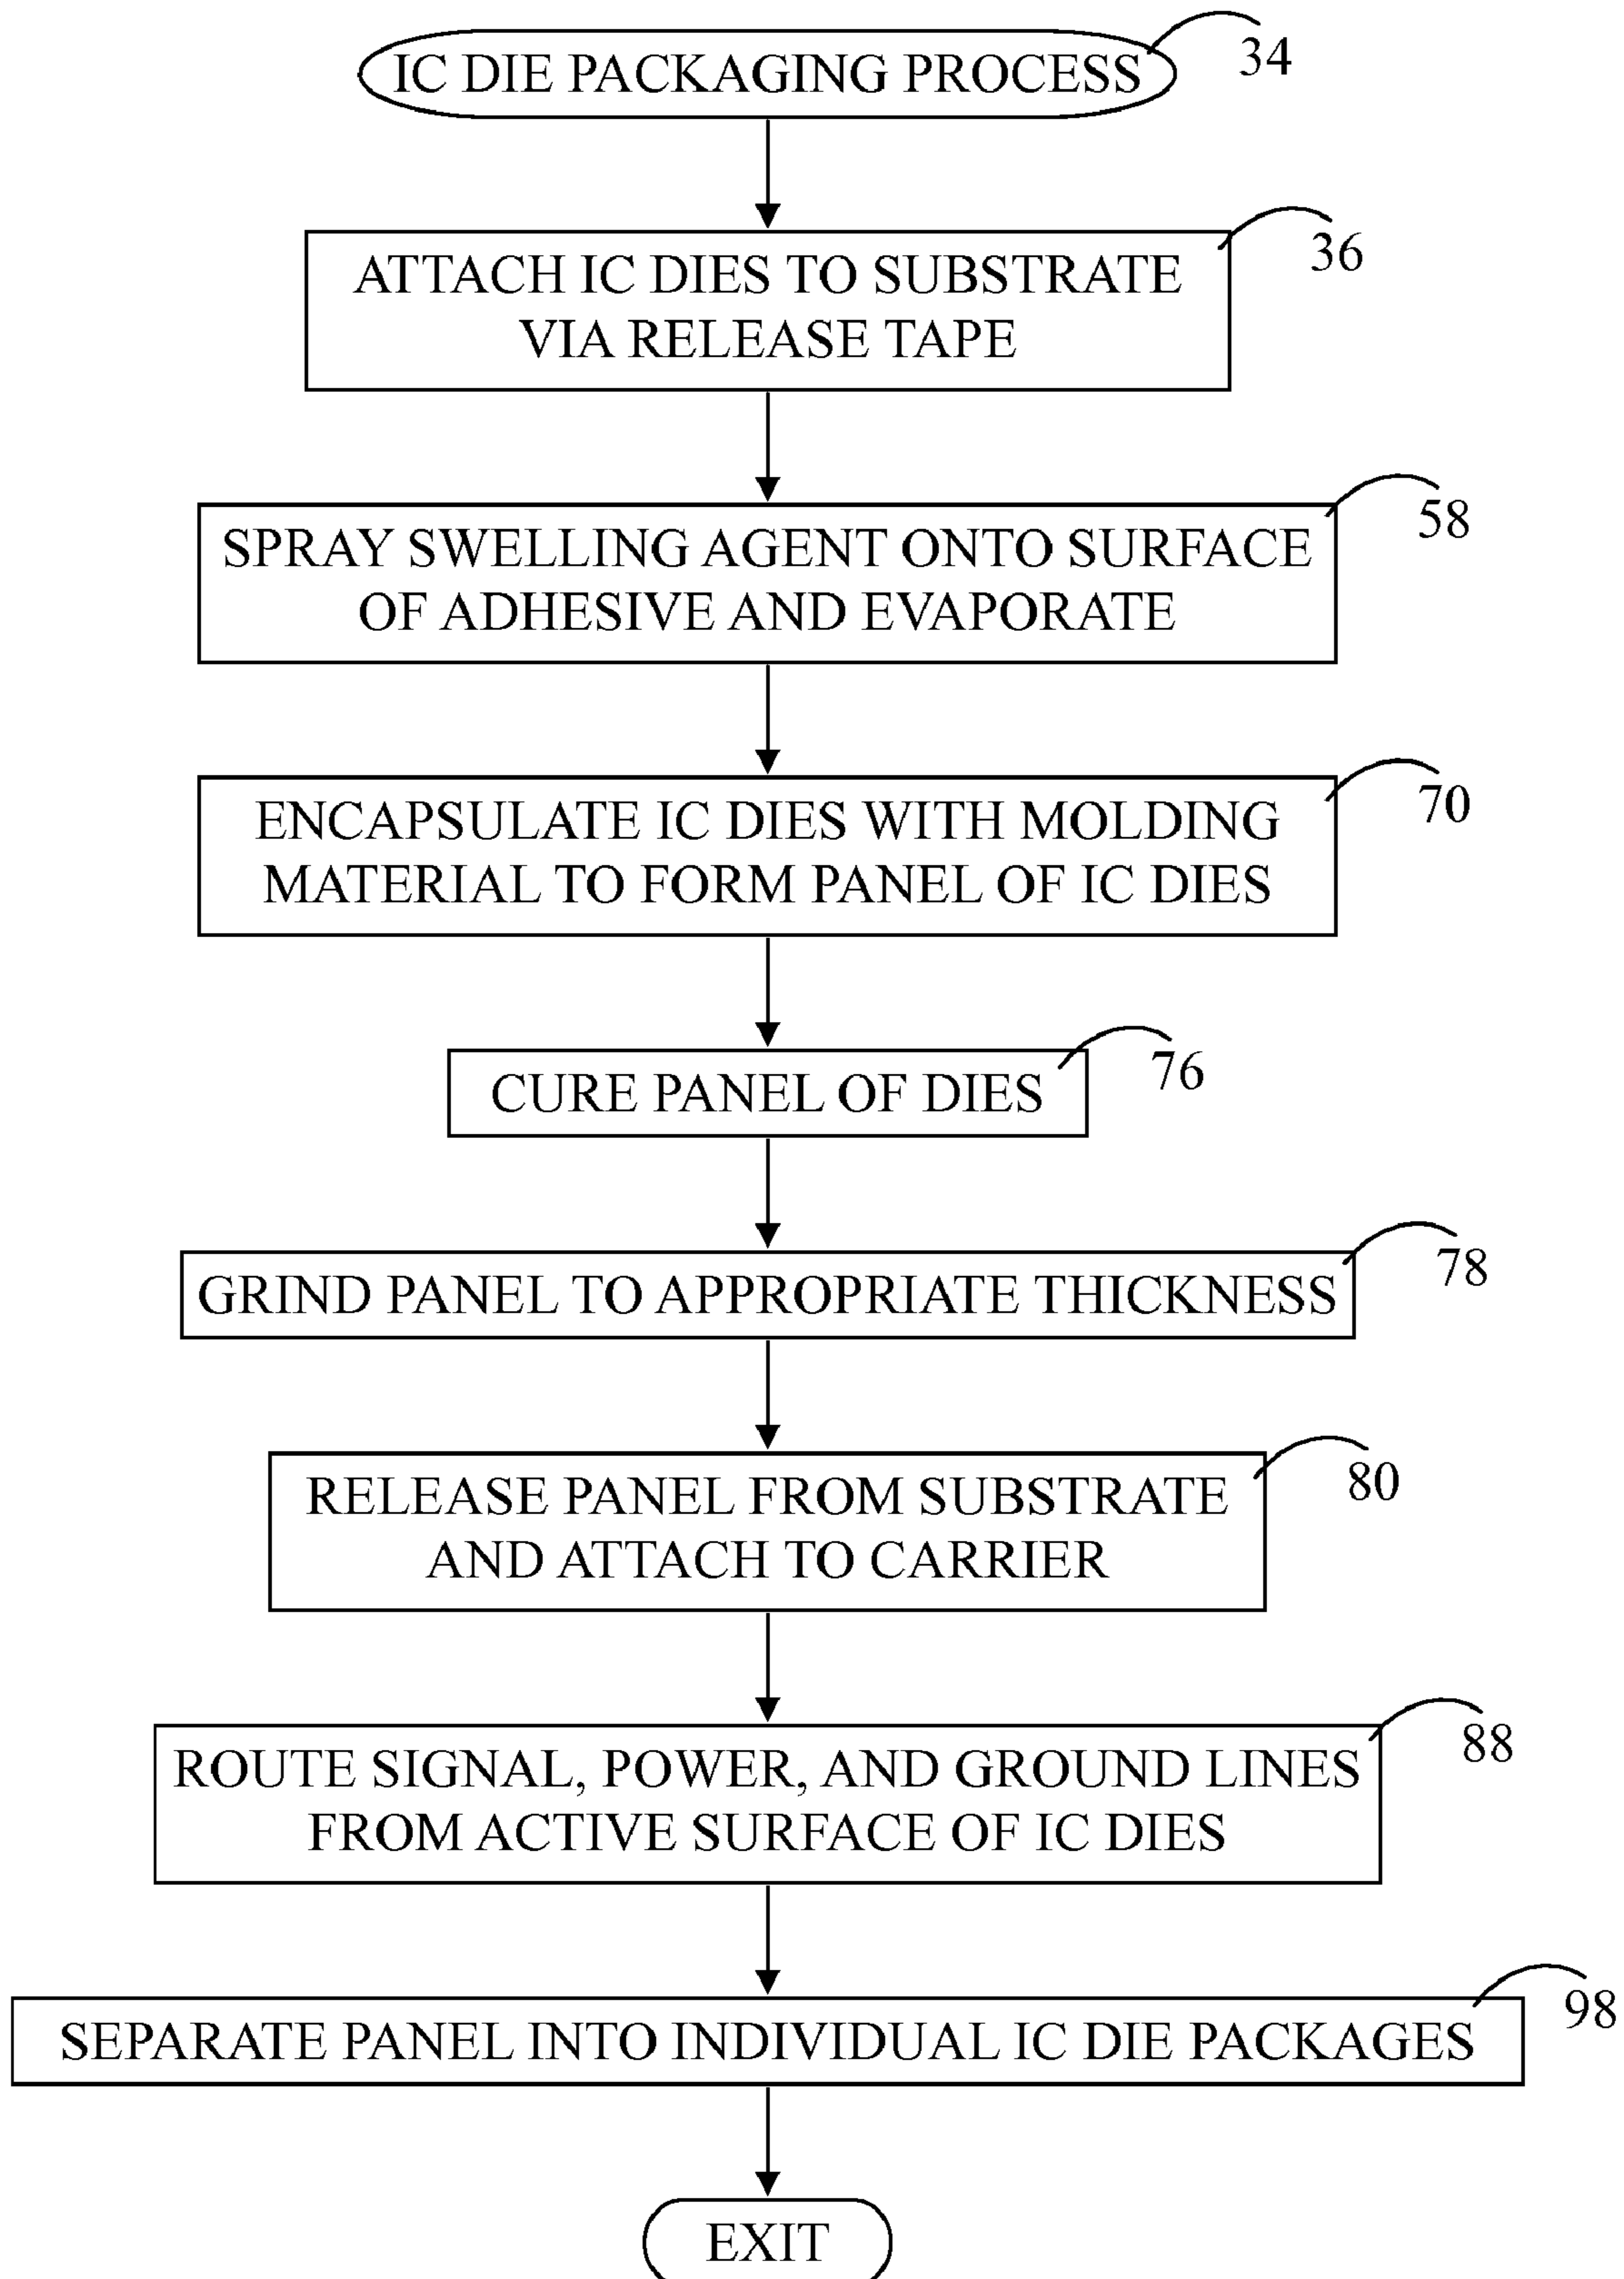 IC DIE PACKAGING PROCESS
34
ATTACH IC DIES TO SUBSTRATE
VIA RELEASE TAPE
36
SPRAY SWELLING AGENT ONTO SURFACE
OF ADHESIVE AND EVAPORATE
58
ENCAPSULATE IC DIES WITH MOLDING
MATERIAL TO FORM PANEL OF IC DIES
70
CURE PANEL OF DIES
76
GRIND PANEL TO APPROPRIATE THICKNESS
78
RELEASE PANEL FROM SUBSTRATE
AND ATTACH TO CARRIER
80
ROUTE SIGNAL, POWER, AND GROUND LINES
FROM ACTIVE SURFACE OF IC DIES
88
SEPARATE PANEL INTO INDIVIDUAL IC DIE PACKAGES
98
EXIT